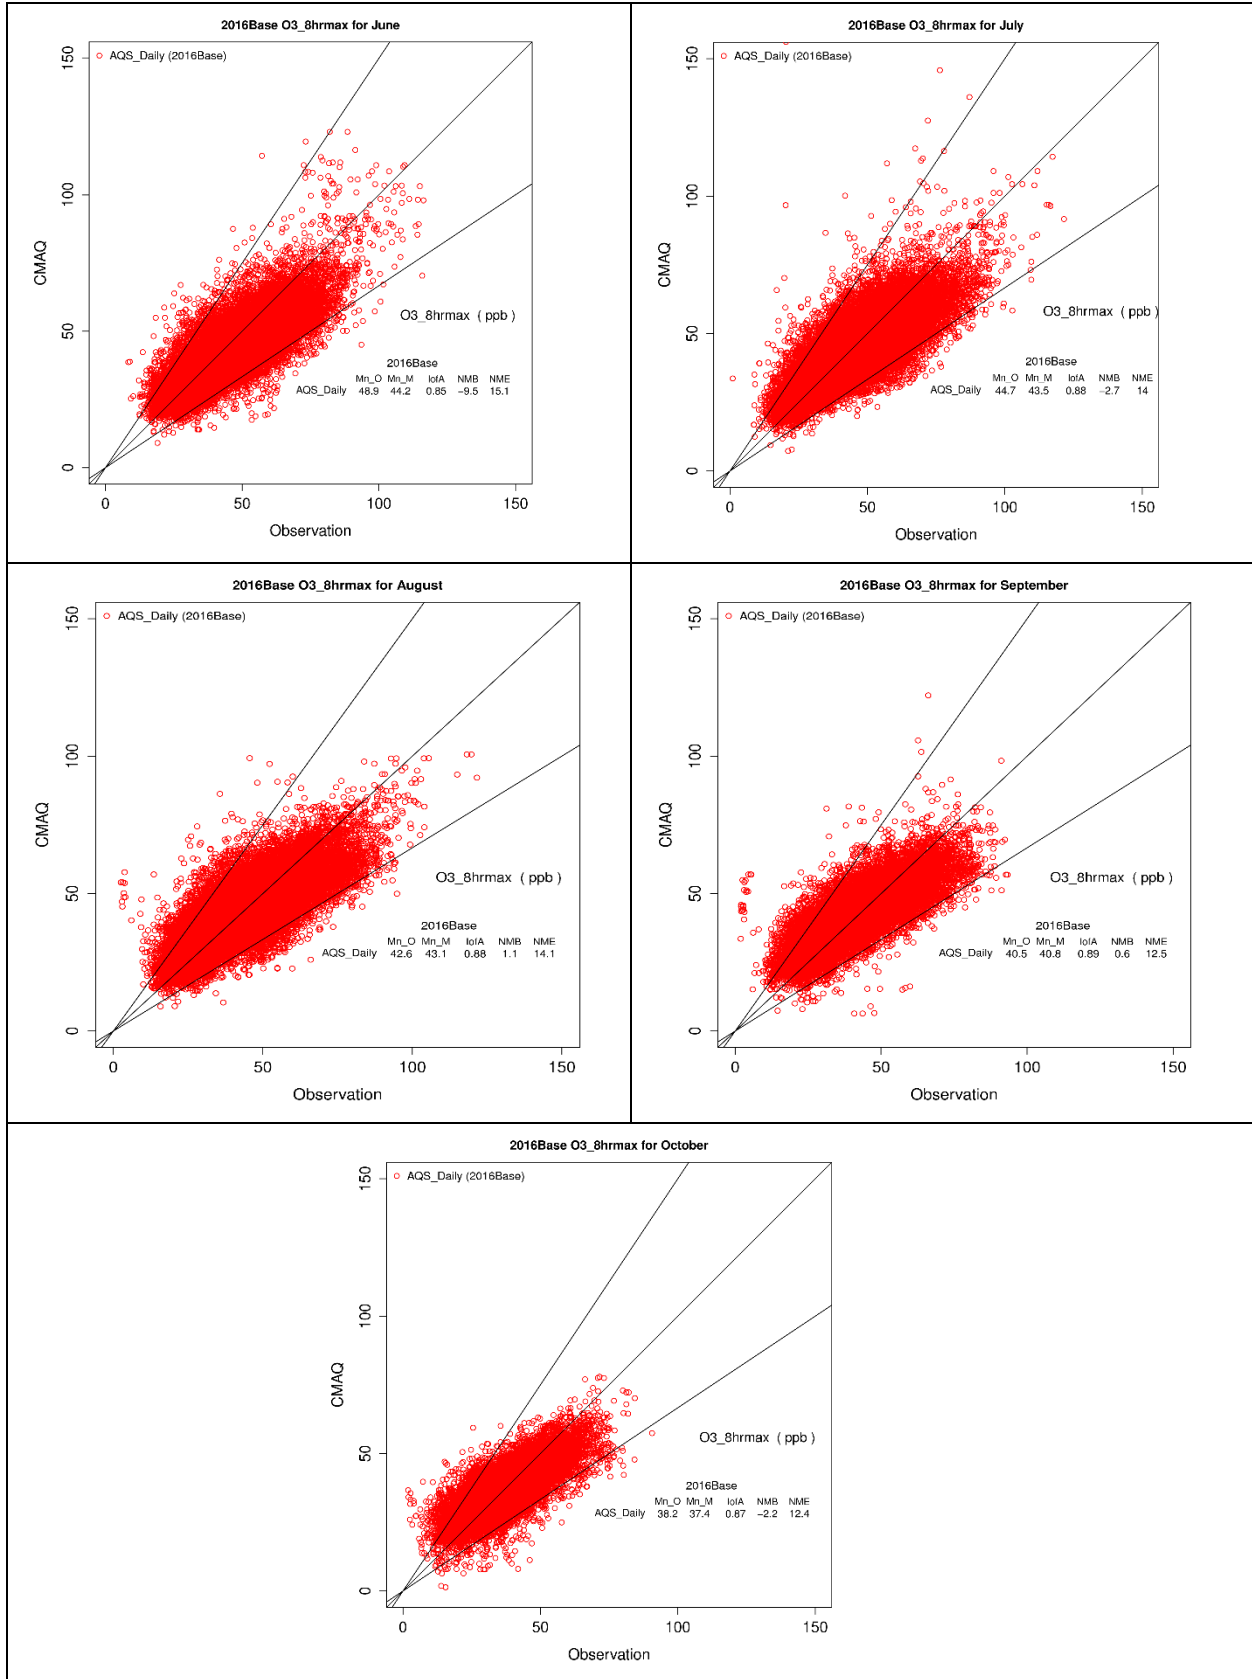 2016Base O3_8hrmax for June
AQS_Daily (2016Base)
150
100
50
0
CMAQ
O3_8hrmax ( ppb )
2016Base
Mn_O Mn_M IofA NMB NME
AQS_Daily 48.9 44.2 0.85 −9.5 15.1
0 50 100 150
Observation
2016Base O3_8hrmax for July
AQS_Daily (2016Base)
150
100
50
0
CMAQ
O3_8hrmax ( ppb )
2016Base
Mn_O Mn_M IofA NMB NME
AQS_Daily 44.7 43.5 0.88 −2.7 14
0 50 100 150
Observation
2016Base O3_8hrmax for August
AQS_Daily (2016Base)
150
100
50
0
CMAQ
O3_8hrmax ( ppb )
2016Base
Mn_O Mn_M IofA NMB NME
AQS_Daily 42.6 43.1 0.88 1.1 14.1
0 50 100 150
Observation
2016Base O3_8hrmax for September
AQS_Daily (2016Base)
150
100
50
0
CMAQ
O3_8hrmax ( ppb )
2016Base
Mn_O Mn_M IofA NMB NME
AQS_Daily 40.5 40.8 0.89 0.6 12.5
0 50 100 150
Observation
2016Base O3_8hrmax for October
AQS_Daily (2016Base)
150
100
50
0
CMAQ
O3_8hrmax ( ppb )
2016Base
Mn_O Mn_M IofA NMB NME
AQS_Daily 38.2 37.4 0.87 −2.2 12.4
0 50 100 150
Observation